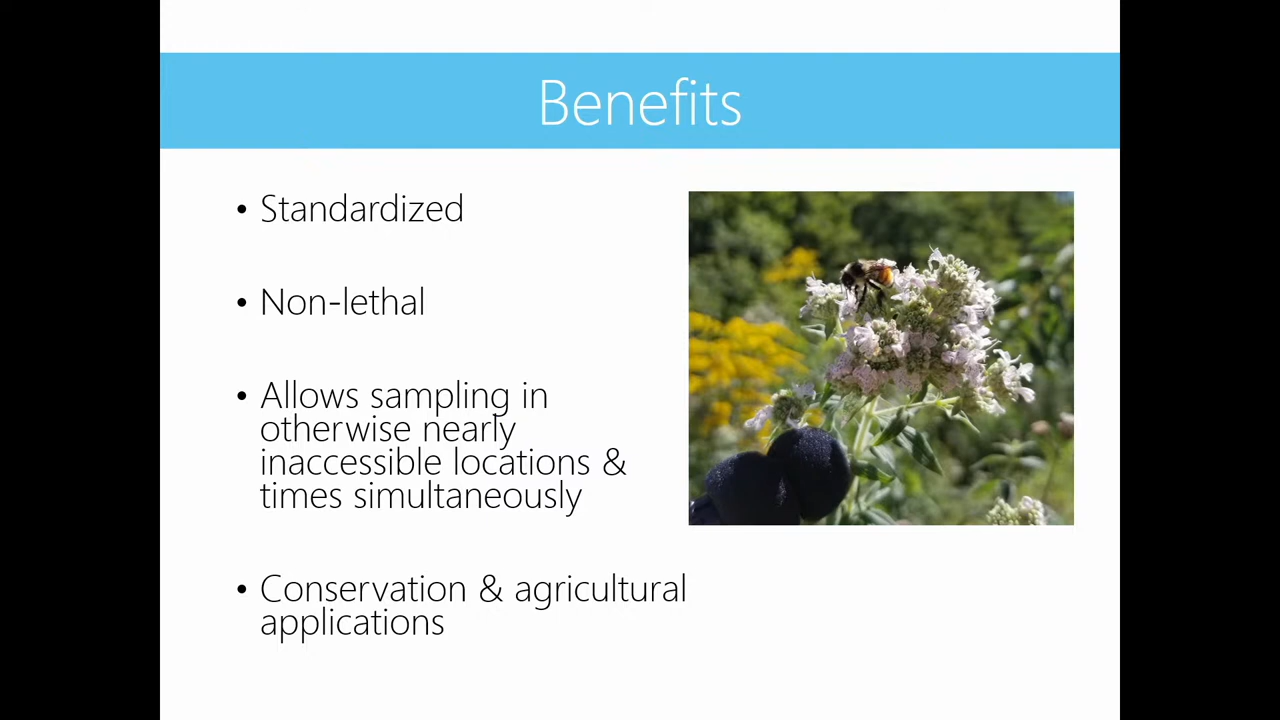 Benefits
• Standardized
• Non-lethal
• Allows sampling in
otherwise nearly
inaccessible locations &
times simultaneously
• Conservation & agricultural
applications